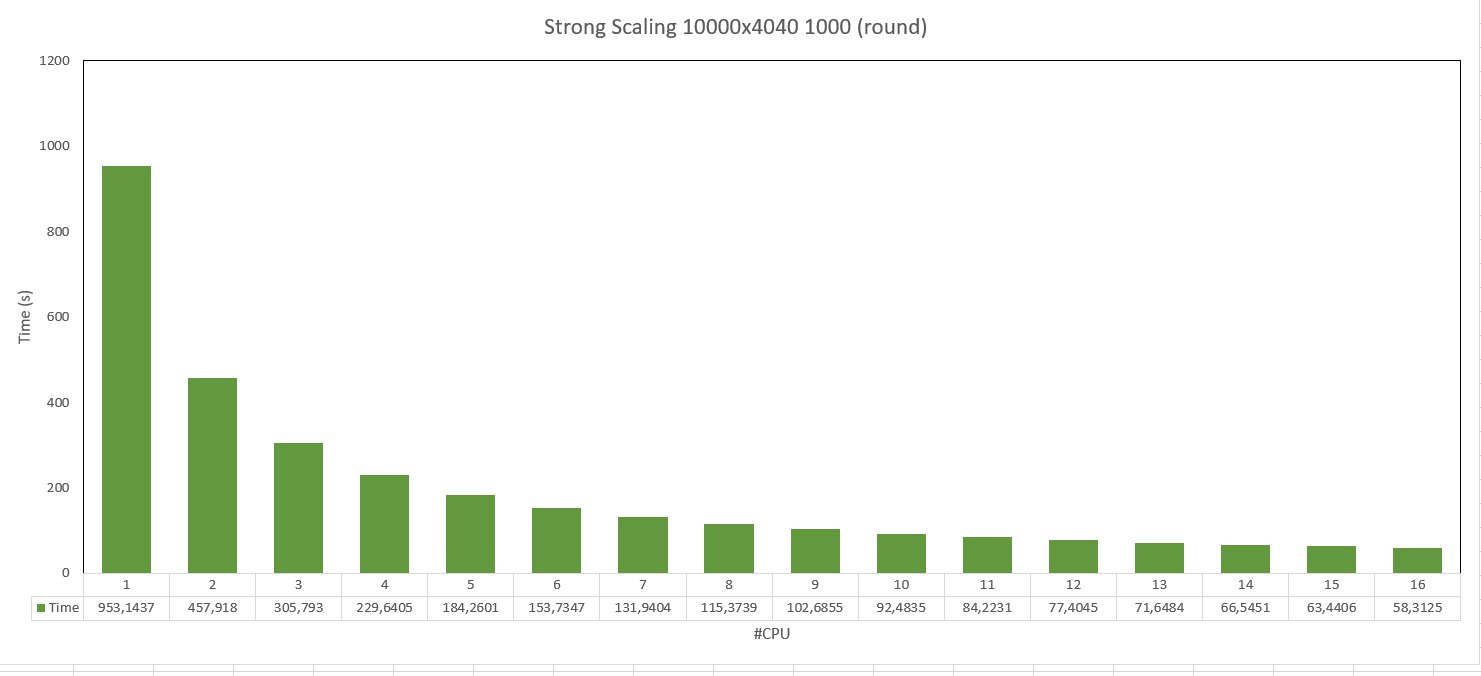 Strong Scaling 10000x4040 1000 (round)
1200
1000
800
600
400
200
0
Time (s)
1 2 3 4 5 6 7 8 9 10 11 12 13 14 15 16
Time 953,1437 457,918 305,793 229,6405 184,2601 153,7347 131,9404 115,3739 102,6855 92,4835 84,2231 77,4045 71,6484 66,5451 63,4406 58,3125
#CPU